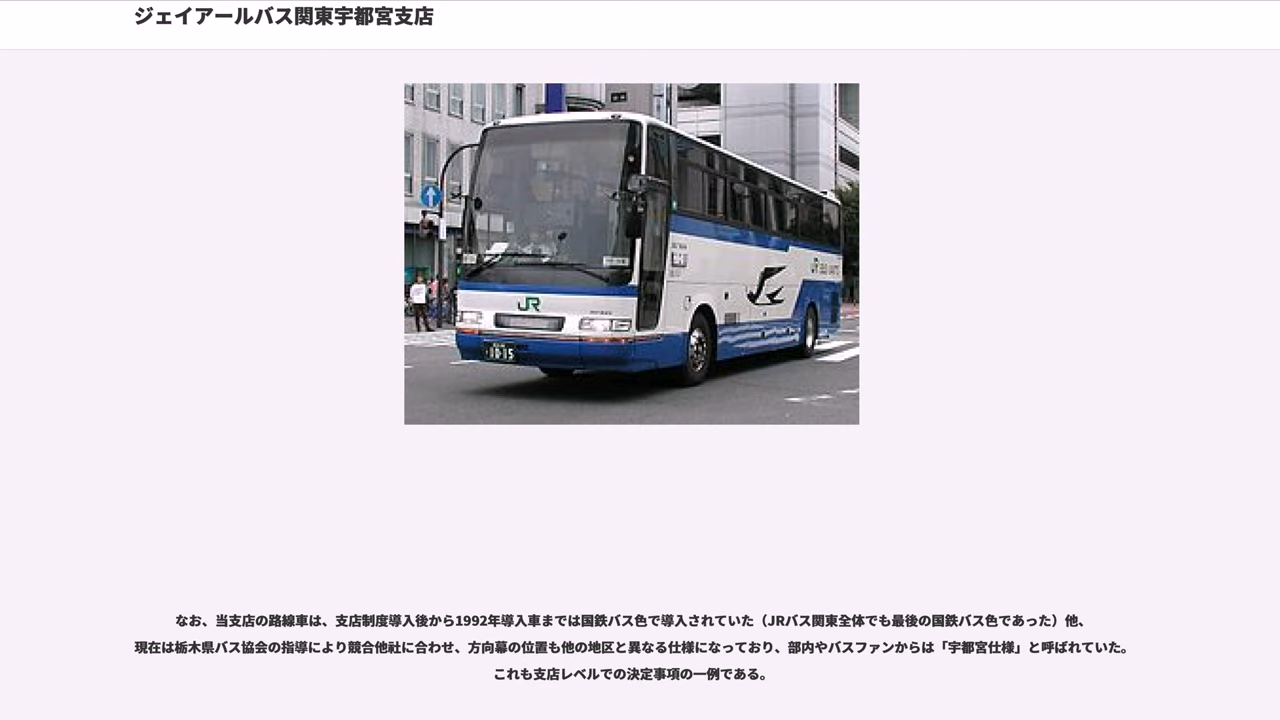 ジェイアールバス関東宇都宮支店
JR
10-15
なお、当支店の路線車は、支店制度導入後から1992年導入車までは国鉄バス色で導入されていた（JRバス関東全体でも最後の国鉄バス色であった）他、
現在は栃木県バス協会の指導により競合他社に合わせ、方向幕の位置も他の地区と異なる仕様になっており、部内やバスファンからは「宇都宮仕様」と呼ばれていた。
これも支店レベルでの決定事項の一例である。